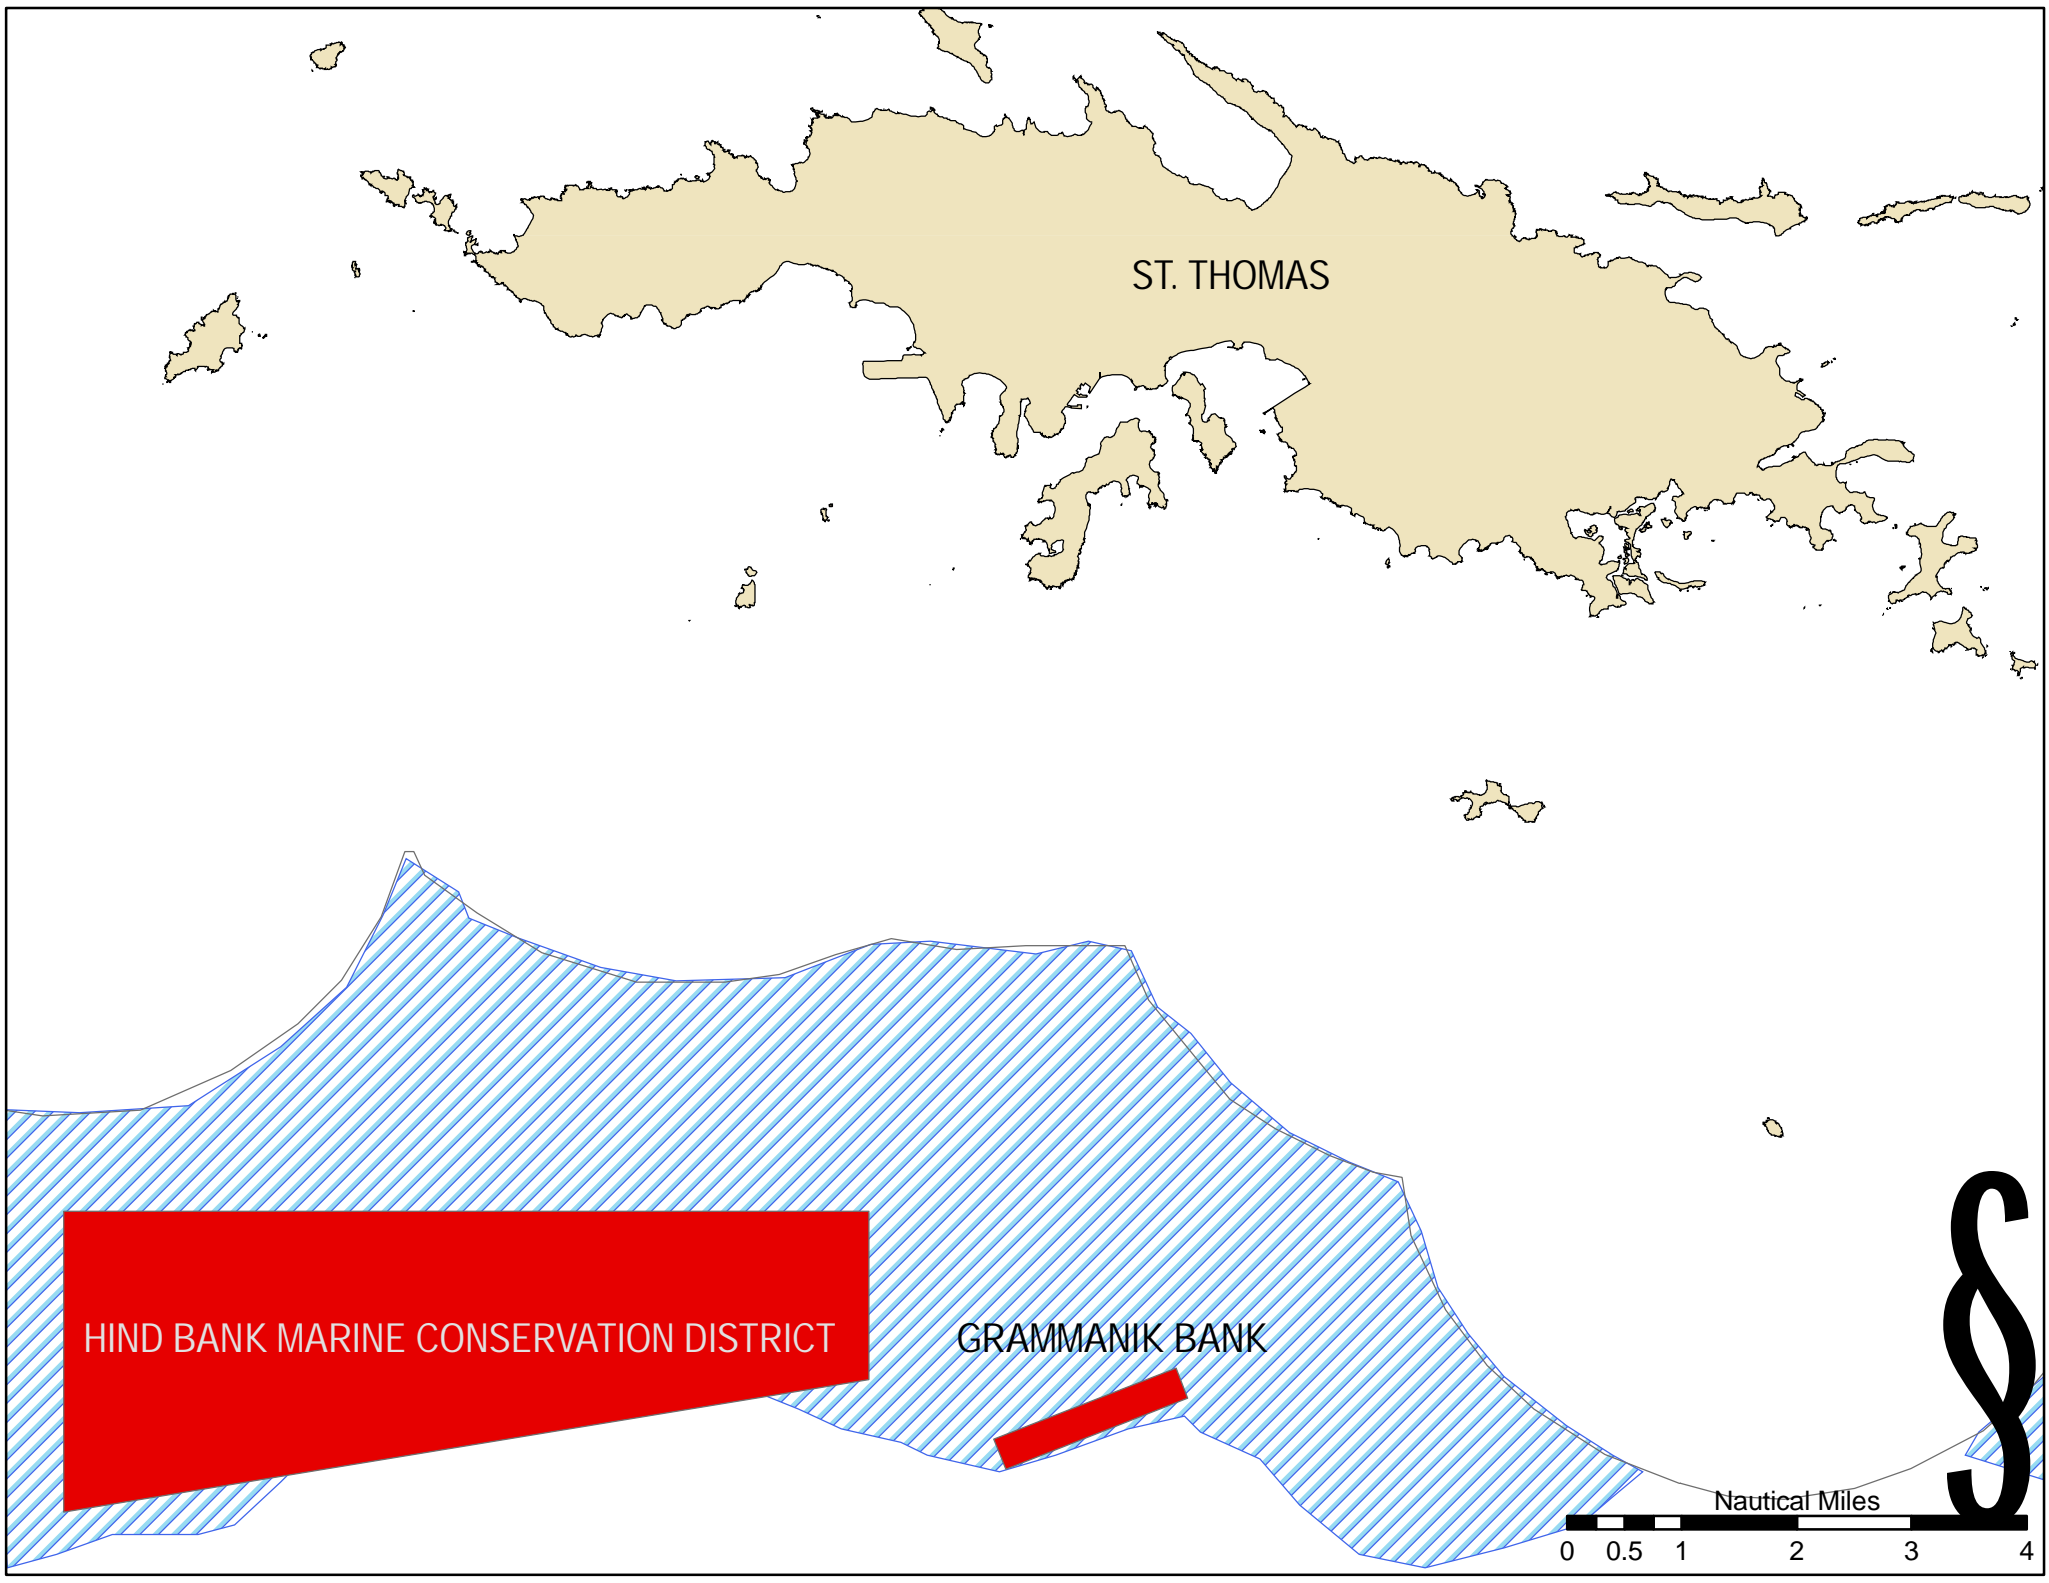 ST. THOMAS
HIND BANK MARINE CONSERVATION DISTRICT
GRAMMANIK BANK
§
Nautical Miles
0 0.5 1 2 3 4